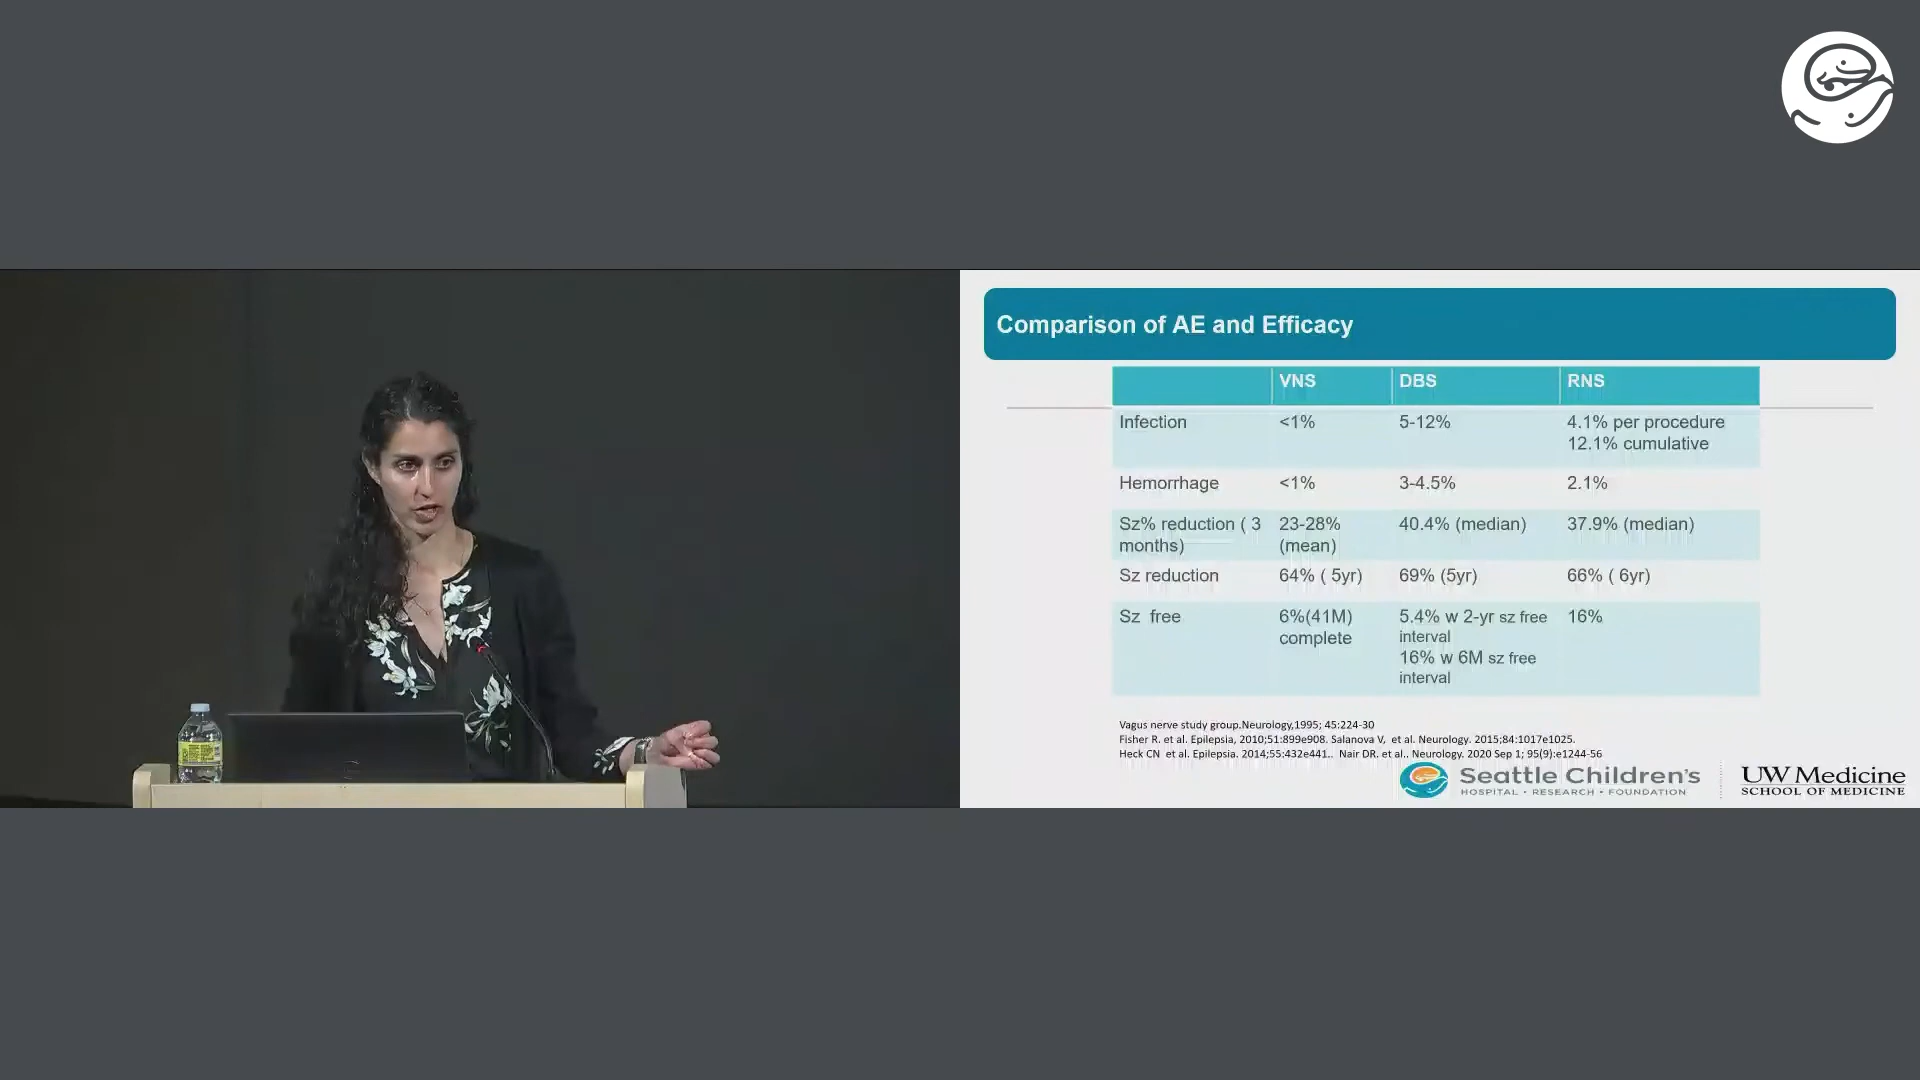 Comparison of AE and Efficacy
VNS DBS RNS
Infection <1% 5-12% 4.1% per procedure
12.1% cumulative
Hemorrhage <1% 3-4.5% 2.1%
Sz% reduction ( 3 23-28% 40.4% (median) 37.9% (median)
months) (mean)
Sz reduction 64% ( 5yr) 69% (5yr) 66% ( 6yr)
Sz free 6%(41M) 5.4% w 2-yr sz free 16%
complete interval
16% w 6M sz free
interval
Vagus nerve study group.Neurology,1995; 45:224-30
Fisher R. et al. Epilepsia, 2010;51:899e908. Salanova V, et al. Neurology. 2015;84:1017e1025.
Heck CN et al. Epilepsia. 2014;55:432e441.. Nair DR. et al.. Neurology. 2020 Sep 1; 95(9):e1244-56
Seattle Children's
HOSPITAL • RESEARCH • FOUNDATION
UW Medicine
SCHOOL OF MEDICINE